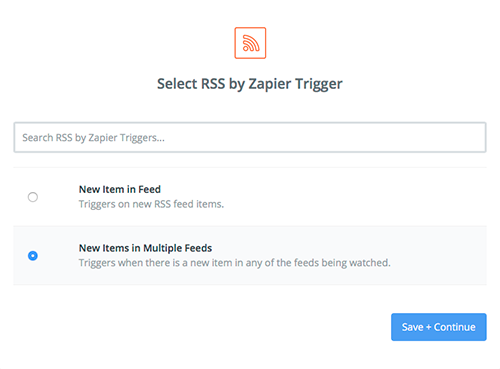 Select RSS by Zapier Trigger
Search RSS by Zapier Triggers...
New Item in Feed
Triggers on new RSS feed items.
New Items in Multiple Feeds
Triggers when there is a new item in any of the feeds being watched.
Save + Continue